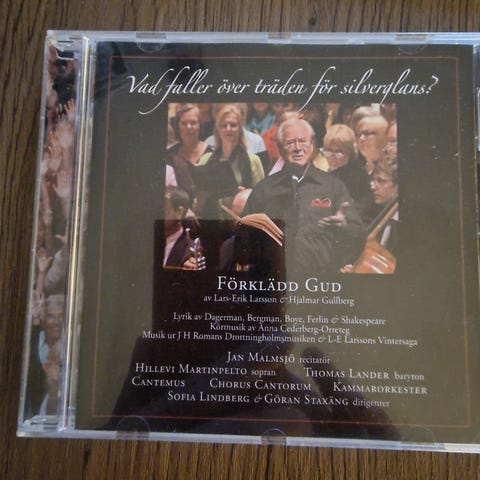 Vad faller över träden för silverglans?
FÖRKLÄDD GUD
av Lars-Erik Larsson & Hjalmar Gullberg
Lyrik av Dagerman, Bergman, Boye, Ferlin & Shakespeare
Körmusik av Anna Cederberg-Orreteg
Musik ur J H Romans Drottningholmsmusiken & L-E Larssons Vintersaga
JAN MALMSJÖ recitatör
HILLEVI MARTINPELTO sopran THOMAS LANDER baryton
CANTEMUS CHORUS CANTORUM KAMMARORKESTER
SOFIA LINDBERG & GÖRAN STAXÄNG dirigenter